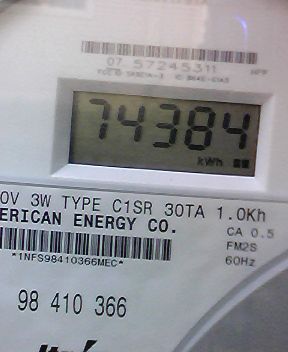 07 57245311
74384
kWh
0V 3W TYPE C1SR 30TA 1.0Kh
ERICAN ENERGY CO.
CA 0.5
FM2S
*1NFS98410366MEC*
60Hz
98 410 366